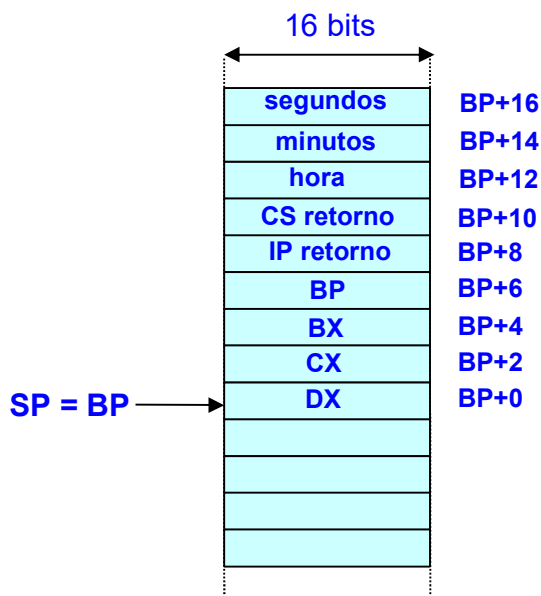 16 bits
segundos BP+16
minutos BP+14
hora BP+12
CS retorno BP+10
IP retorno BP+8
BP BP+6
BX BP+4
CX BP+2
SP = BP DX BP+0